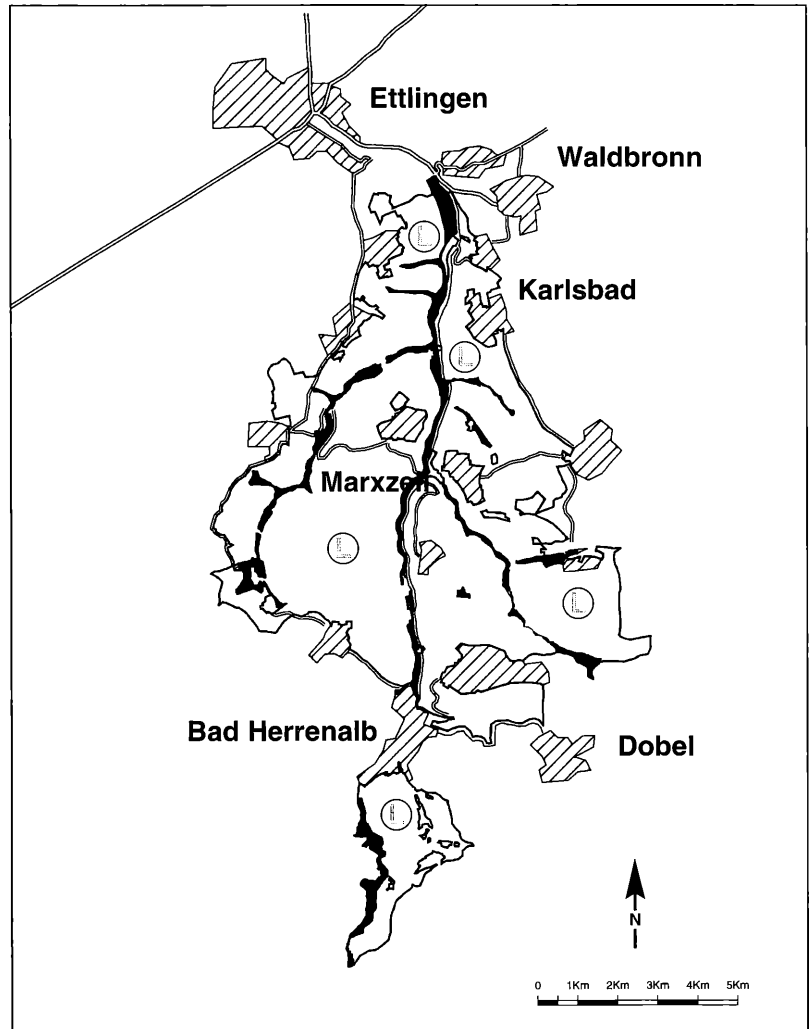 Ettlingen
Waldbronn
L
Karlsbad
L
Marxzell
L
L
Bad Herrenalb
Dobel
L
N
0 1Km 2Km 3Km 4Km 5Km